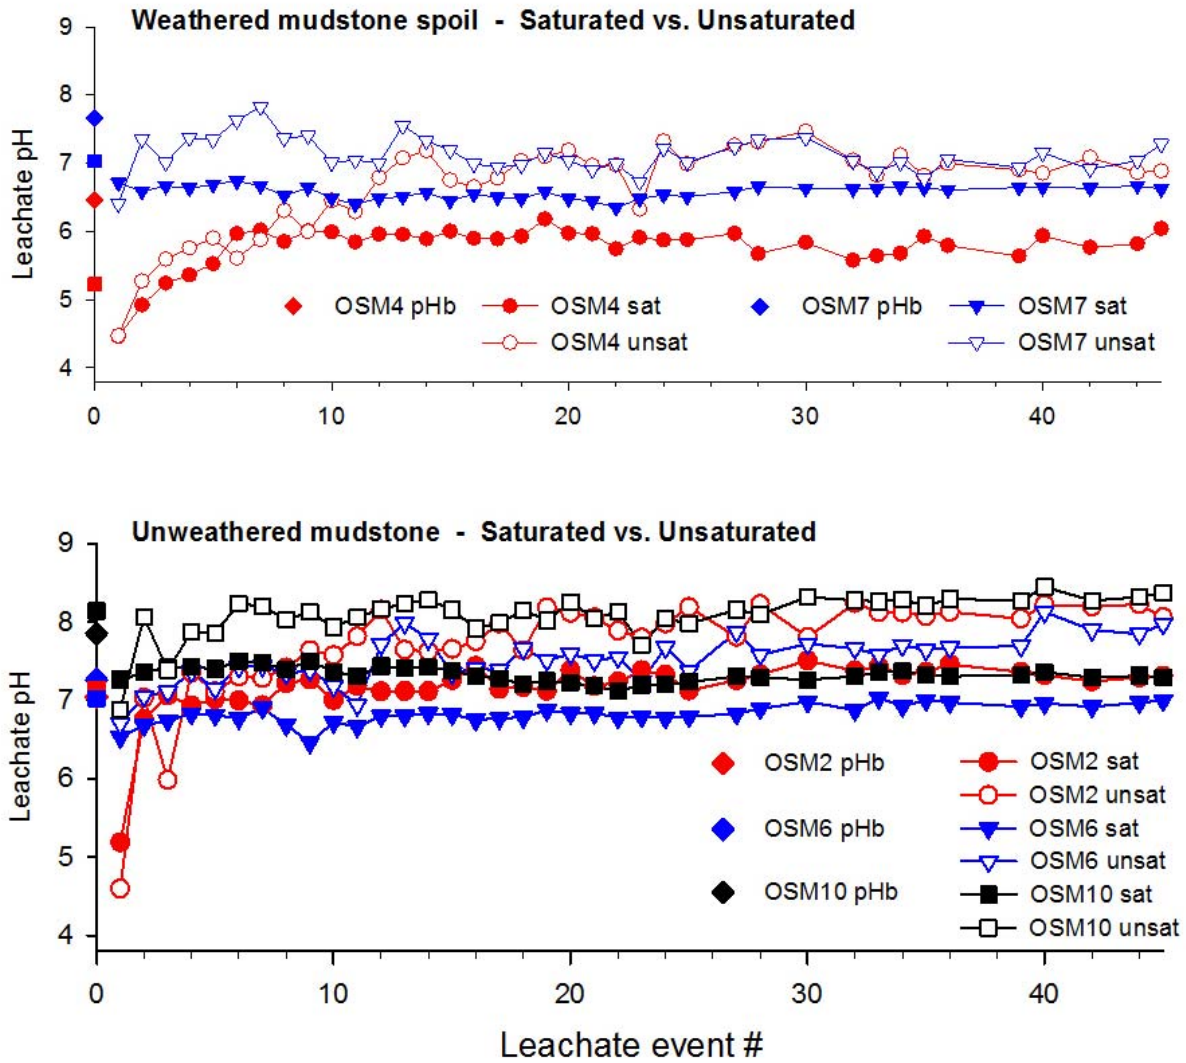 Weathered mudstone spoil - Saturated vs. Unsaturated
9
8
7
6
5
4
Leachate pH
OSM4 pHb
OSM4 sat
OSM7 pHb
OSM7 sat
OSM4 unsat
OSM7 unsat
0
10
20
30
40
Unweathered mudstone - Saturated vs. Unsaturated
9
8
7
6
5
4
Leachate pH
OSM2 pHb
OSM2 sat
OSM2 unsat
OSM6 pHb
OSM6 sat
OSM6 unsat
OSM10 pHb
OSM10 sat
OSM10 unsat
0
10
20
30
40
Leachate event #